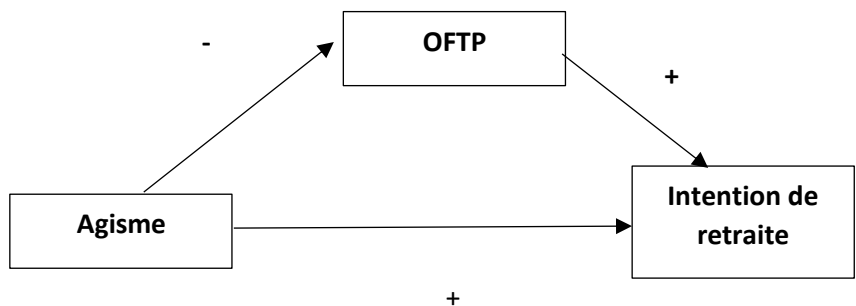 -
OFTP
+
Agisme
Intention de
retraite
+